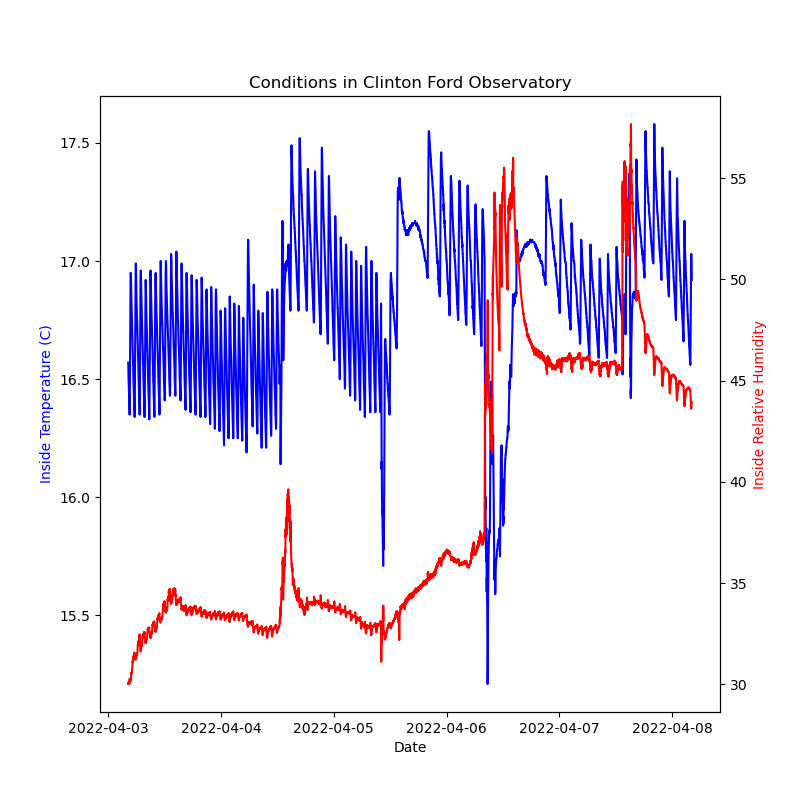 Conditions in Clinton Ford Observatory
17.5
17.0
16.5
16.0
15.5
Inside Temperature (C)
55
50
45
40
35
30
Inside Relative Humidity
2022-04-03 2022-04-04 2022-04-05 2022-04-06 2022-04-07 2022-04-08
Date